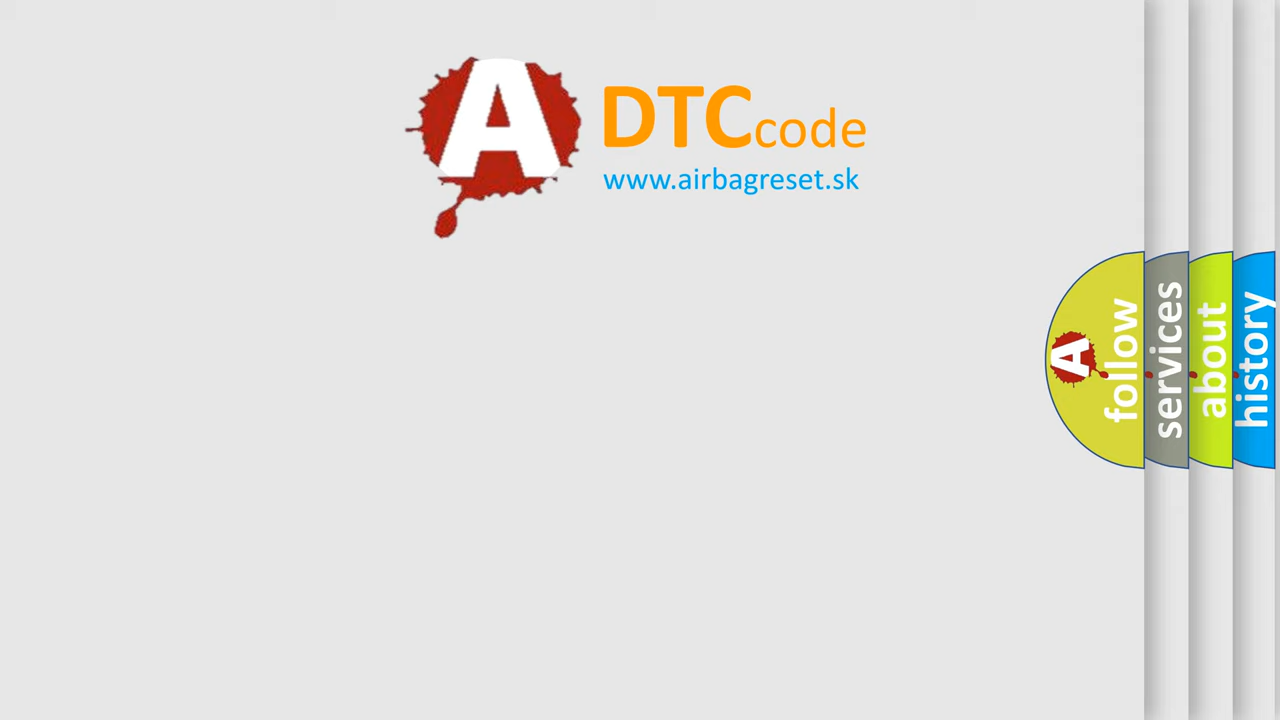 A DTCcode
www.airbagreset.sk
A follow
services
about
history